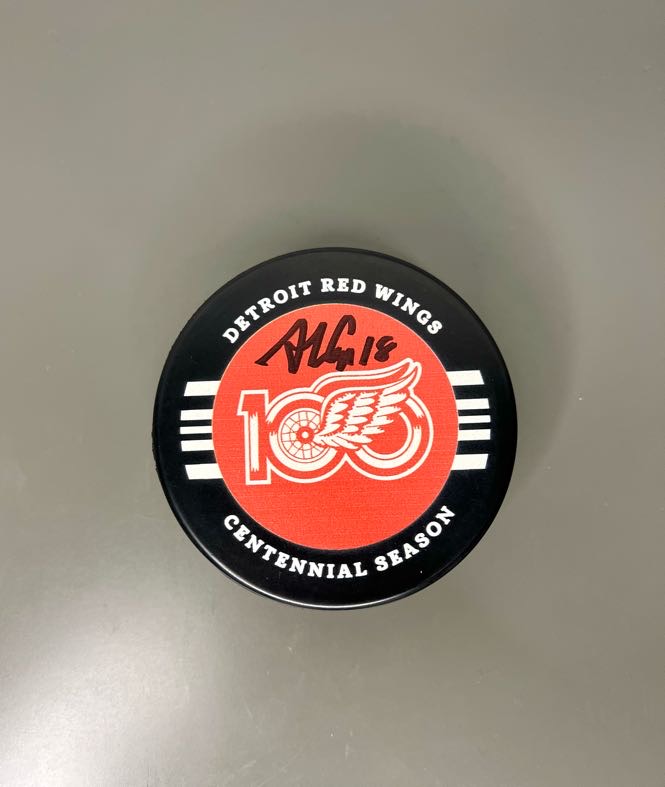 DETROIT RED WINGS
18
100
CENTENNIAL SEASON